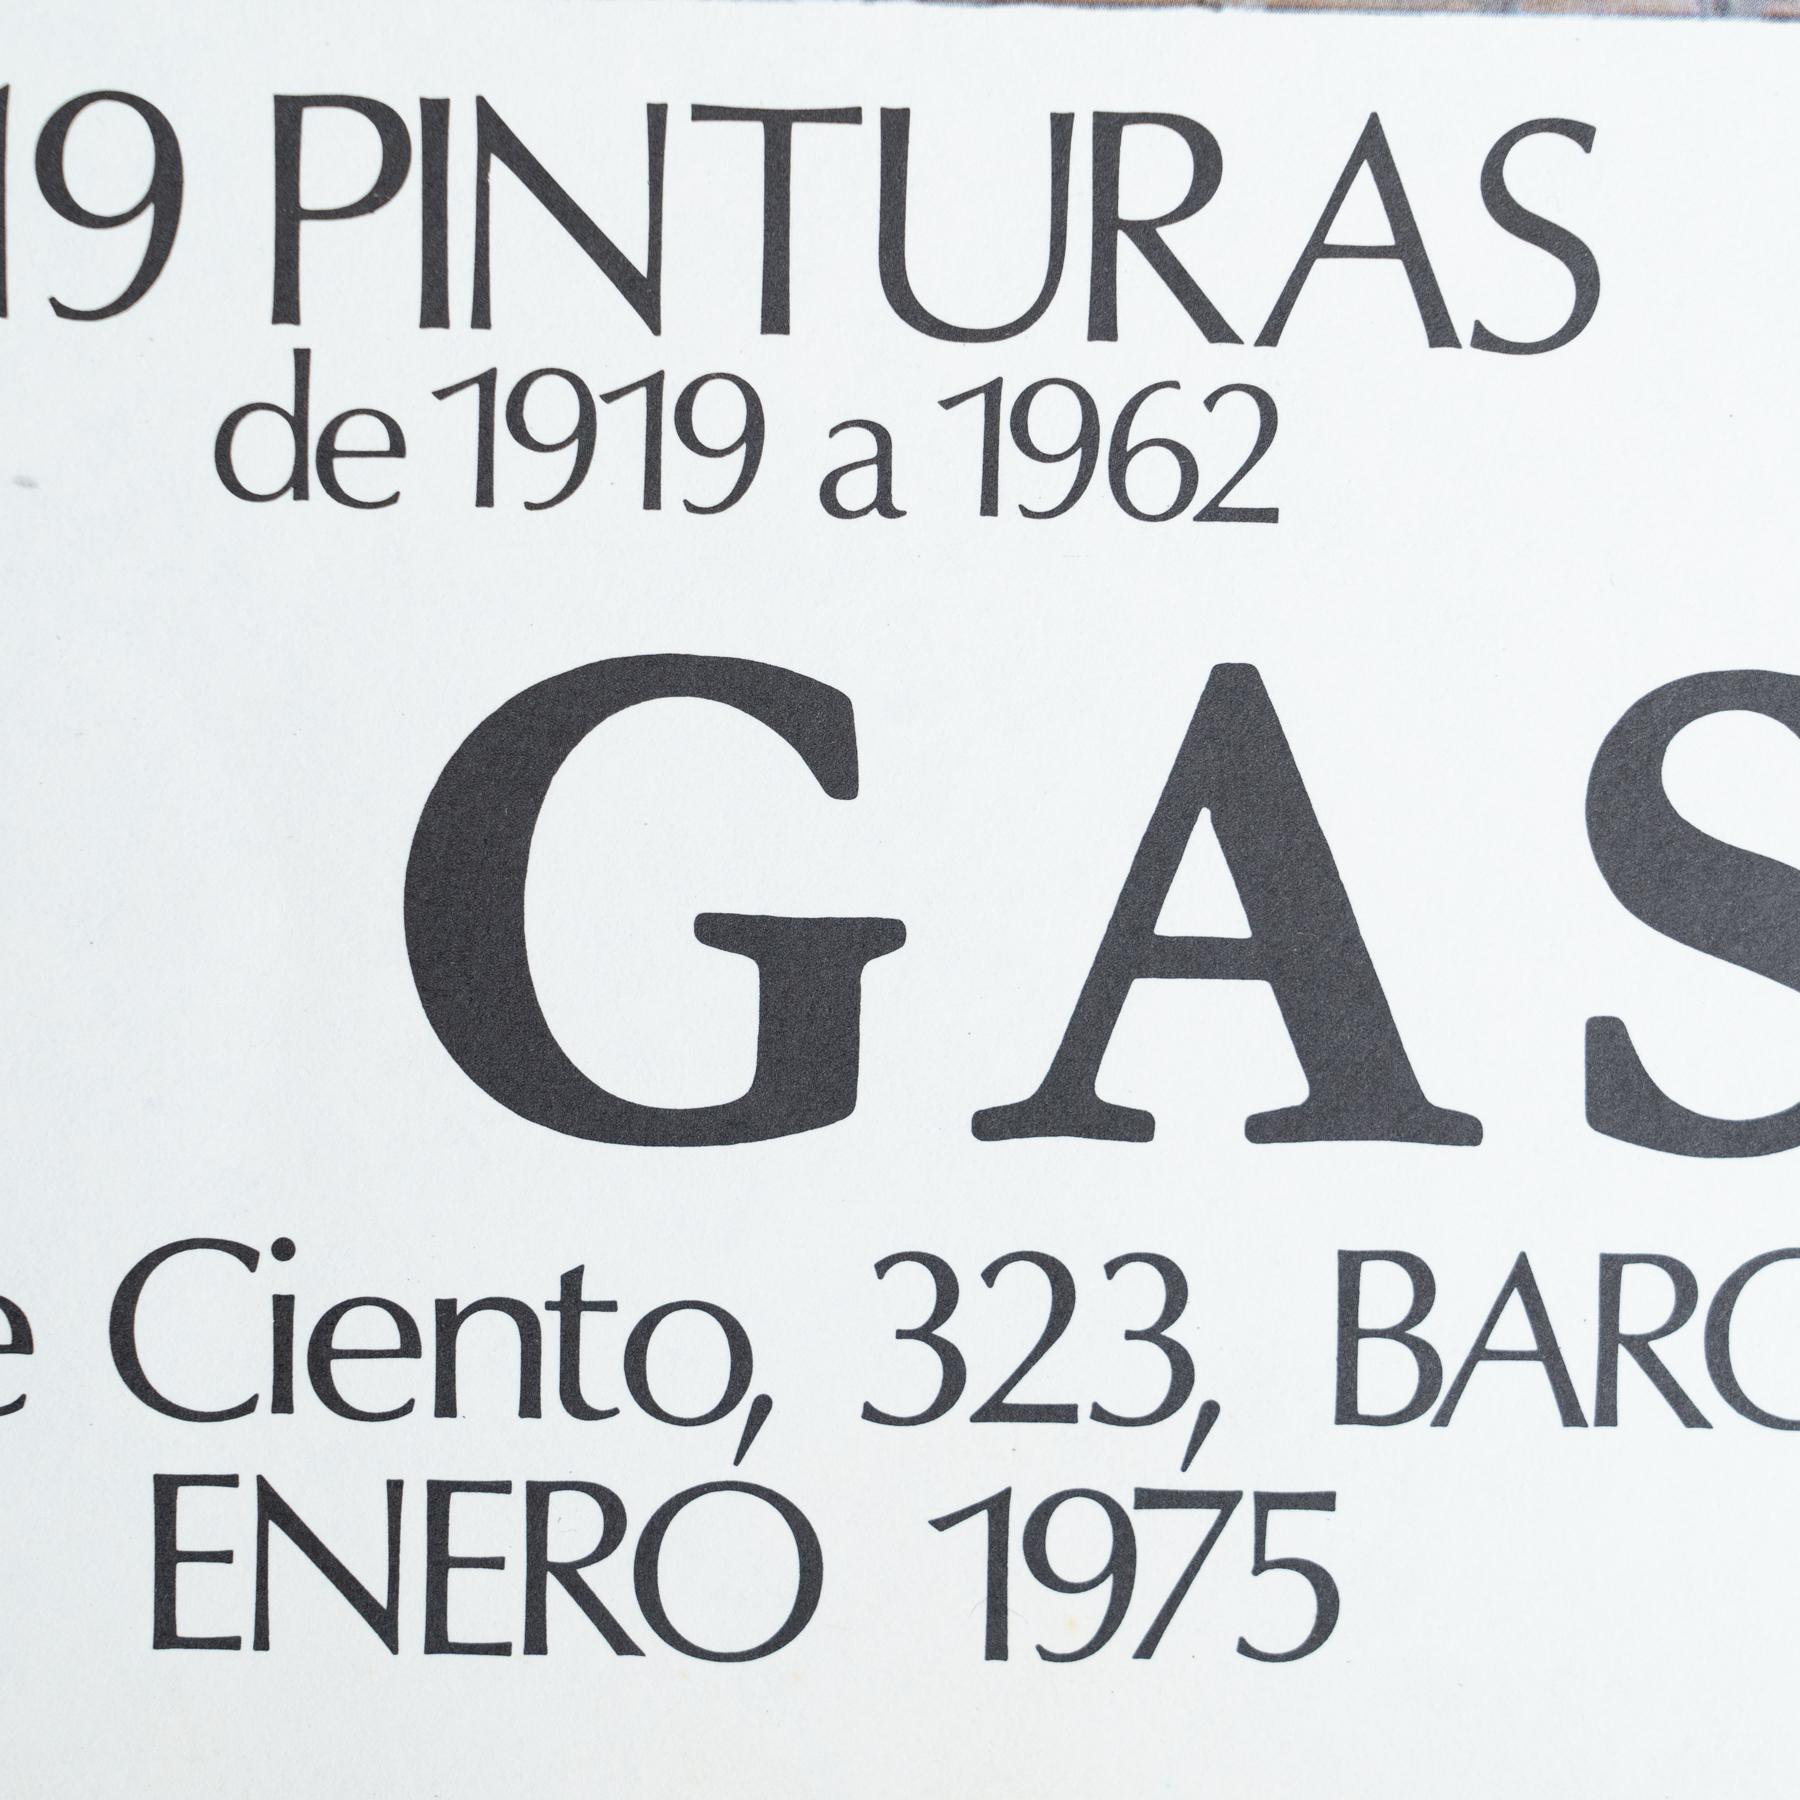 19 PINTURAS
de 1919 a 1962
GAS
e Ciento, 323, BARC
ENERO 1975